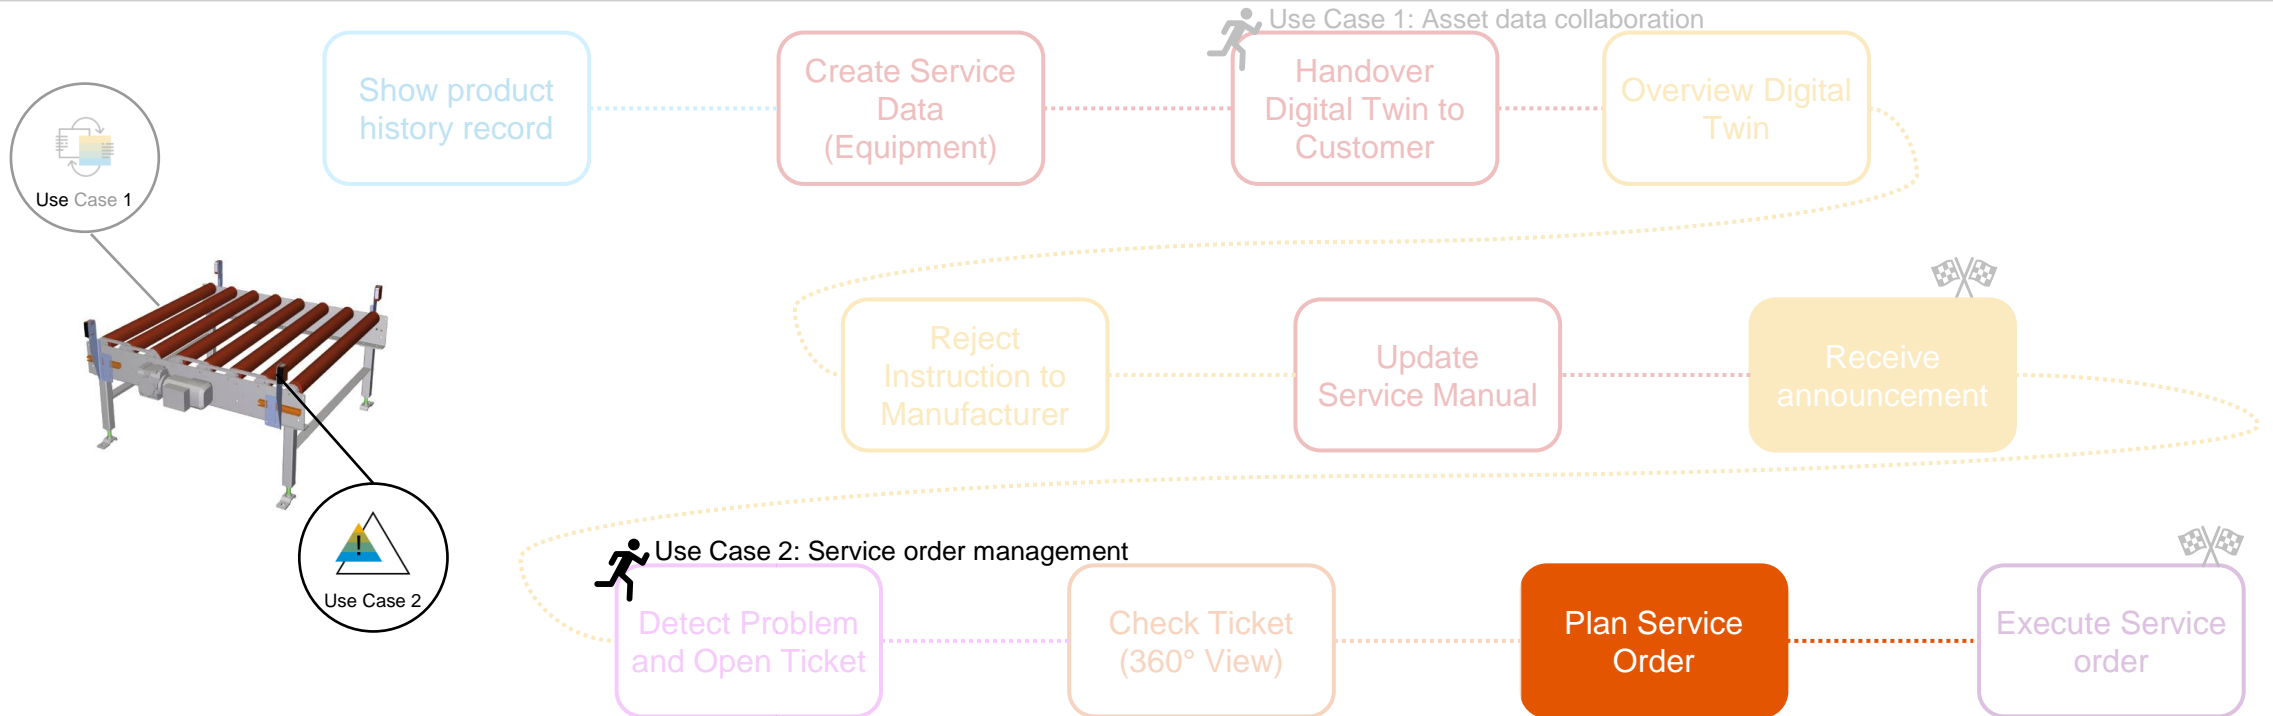 Use Case 1: Asset data collaboration
Show product
history record
Create Service
Data
(Equipment)
Handover
Digital Twin to
Customer
Overview Digital
Twin
Use Case 1
Reject
Instruction to
Manufacturer
Update
Service Manual
Receive
announcement
Use Case 2
Use Case 2: Service order management
Detect Problem
and Open Ticket
Check Ticket
(360° View)
Plan Service
Order
Execute Service
order